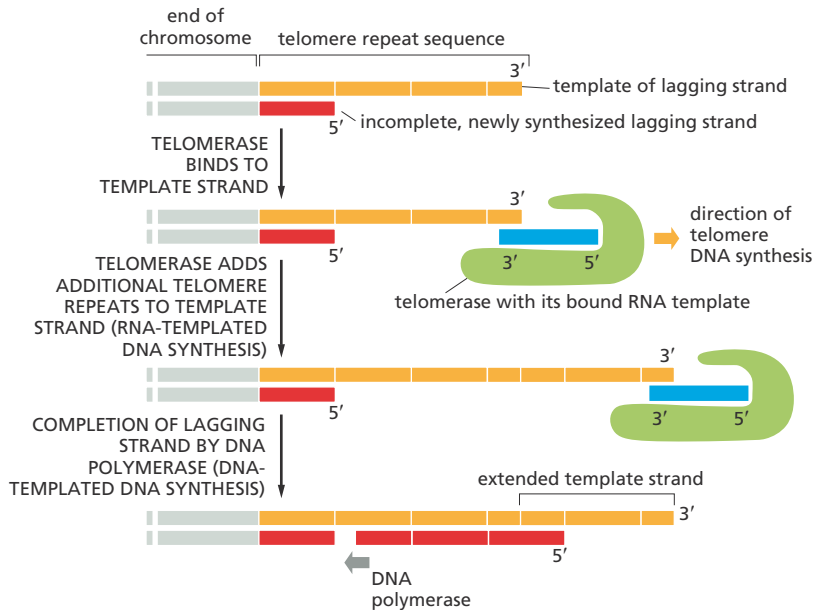 end of
chromosome
telomere repeat sequence
3′
template of lagging strand
incomplete, newly synthesized lagging strand
5′
TELOMERASE
BINDS TO
TEMPLATE STRAND
3′
5′
3′
5′
direction of
telomere
DNA synthesis
telomerase with its bound RNA template
TELOMERASE ADDS
ADDITIONAL TELOMERE
REPEATS TO TEMPLATE
STRAND (RNA-TEMPLATED
DNA SYNTHESIS)
3′
5′
3′
5′
COMPLETION OF LAGGING
STRAND BY DNA
POLYMERASE (DNA-
TEMPLATED DNA SYNTHESIS)
extended template strand
3′
5′
DNA
polymerase